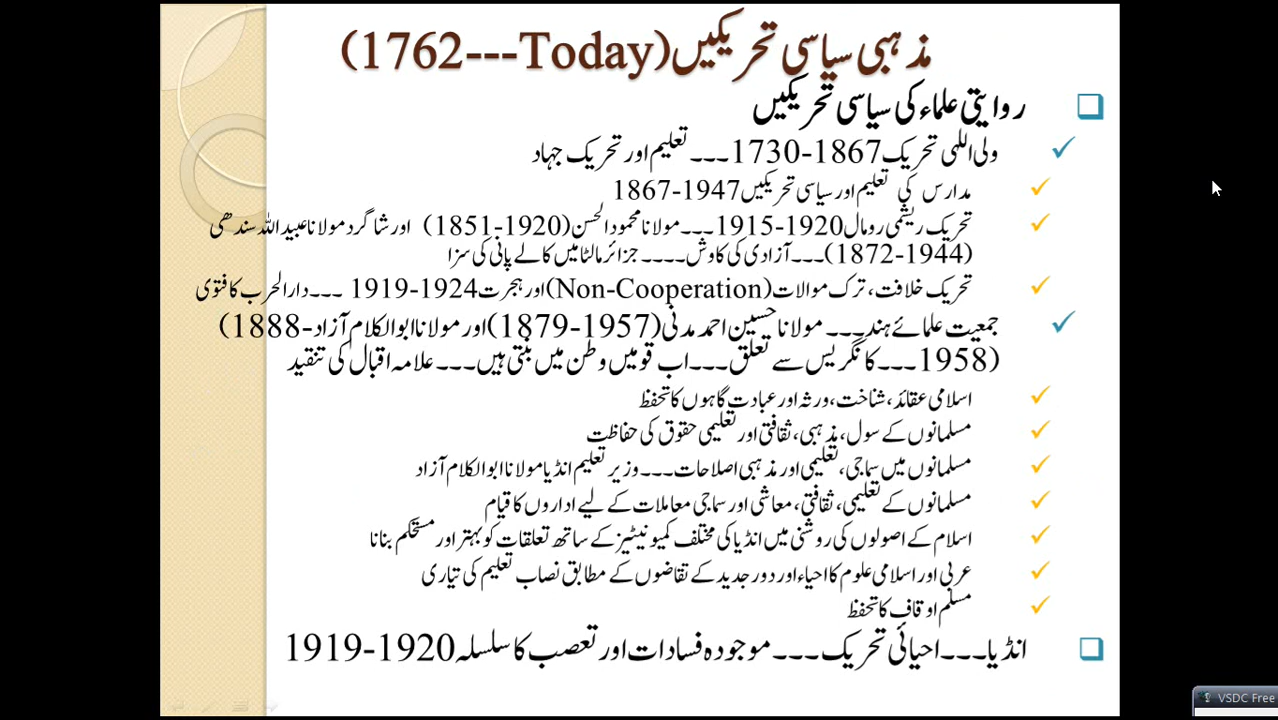 مذہبی سیاسی تحریکیں(1762---Today)
روایتی علماء کی سیاسی تحریکیں
ولی اللہی تحریک 1867-1730۔۔۔تعلیم اور تحریک جہاد
مدارس کی تعلیم اور سیاسی تحریکیں 1947-1867
تحریک ریشمی رومال 1920-1915۔۔۔مولانا محمود الحسن(1920-1851) اور شاگرد مولانا عبید اللہ سندھی
(1944-1872)۔۔۔آزادی کی کاوش۔۔۔۔جزائر مالٹا میں کالے پانی کی سزا
تحریک خلافت، ترک موالات(Non-Cooperation)اور ہجرت 1924-1919 ۔۔۔دارالحرب کا فتوی
جمعیت علمائے ہند۔۔۔ مولانا حسین احمد مدنی(1957-1879)اور مولانا ابوالکلام آزاد-1888)
(1958۔۔۔کانگریس سے تعلق۔۔۔اب قومیں وطن میں بنتی ہیں۔۔۔علامہ اقبال کی تنقید
اسلامی عقائد، شناخت، ورثہ اور عبادت گاہوں کا تحفظ
مسلمانوں کے سول، مذہبی، ثقافتی اور تعلیمی حقوق کی حفاظت
مسلمانوں میں سماجی، تعلیمی اور مذہبی اصلاحات۔۔۔وزیر تعلیم انڈیا مولانا ابوالکلام آزاد
مسلمانوں کے تعلیمی، ثقافتی، معاشی اور سماجی معاملات کے لیے اداروں کا قیام
اسلام کے اصولوں کی روشنی میں انڈیا کی مختلف کمیونیٹیز کے ساتھ تعلقات کو بہتر اور مستحکم بنانا
عربی اور اسلامی علوم کا احیاء اور دور جدید کے تقاضوں کے مطابق نصاب تعلیم کی تیاری
مسلم اوقاف کا تحفظ
انڈیا۔۔۔احیائی تحریک۔۔۔موجودہ فسادات اور تعصب کا سلسلہ 1920-1919
VSDC Free